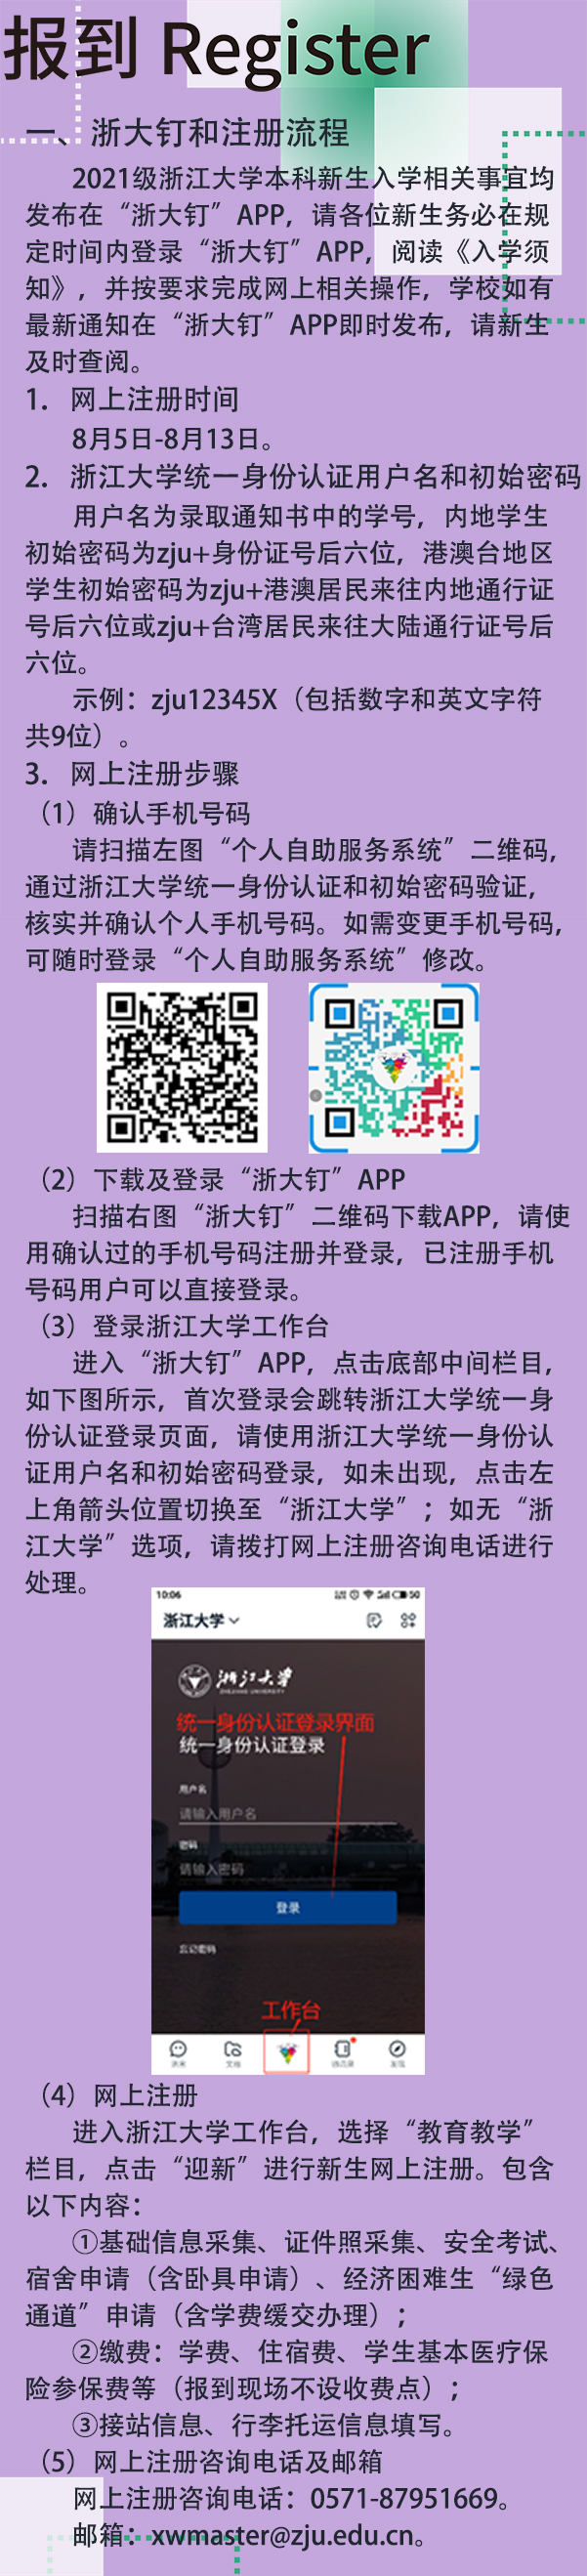 报到 Register
一、浙大钉和注册流程
2021级浙江大学本科新生入学相关事宜均
发布在“浙大钉”APP，请各位新生务必在规
定时间内登录“浙大钉”APP，阅读《入学须
知》，并按要求完成网上相关操作，学校如有
最新通知在“浙大钉”APP即时发布，请新生
及时查阅。
1. 网上注册时间
8月5日-8月13日。
2. 浙江大学统一身份认证用户名和初始密码
用户名为录取通知书中的学号，内地学生
初始密码为zju+身份证号后六位，港澳台地区
学生初始密码为zju+港澳居民来往内地通行证
号后六位或zju+台湾居民来往大陆通行证号后
六位。
示例：zju12345X（包括数字和英文字符
共9位）。
3. 网上注册步骤
（1）确认手机号码
请扫描左图“个人自助服务系统”二维码，
通过浙江大学统一身份认证和初始密码验证，
核实并确认个人手机号码。如需变更手机号码，
可随时登录“个人自助服务系统”修改。
（2）下载及登录“浙大钉”APP
扫描右图“浙大钉”二维码下载APP，请使
用确认过的手机号码注册并登录，已注册手机
号码用户可以直接登录。
（3）登录浙江大学工作台
进入“浙大钉”APP，点击底部中间栏目，
如下图所示，首次登录会跳转浙江大学统一身
份认证登录页面，请使用浙江大学统一身份认
证用户名和初始密码登录，如未出现，点击左
上角箭头位置切换至“浙江大学”；如无“浙
江大学”选项，请拨打网上注册咨询电话进行
处理。
10:06
50
浙江大学
浙江大学
ZHEJIANG UNIVERSITY
统一身份认证登录界面
统一身份认证登录
用户名
请输入用户名
密码
请输入密码
登录
忘记密码
工作台
（4）网上注册
进入浙江大学工作台，选择“教育教学”
栏目，点击“迎新”进行新生网上注册。包含
以下内容：
①基础信息采集、证件照采集、安全考试、
宿舍申请（含卧具申请）、经济困难生“绿色
通道”申请（含学费缓交办理）；
②缴费：学费、住宿费、学生基本医疗保
险参保费等（报到现场不设收费点）；
③接站信息、行李托运信息填写。
（5）网上注册咨询电话及邮箱
网上注册咨询电话：0571-87951669。
邮箱：xwmaster@zju.edu.cn。